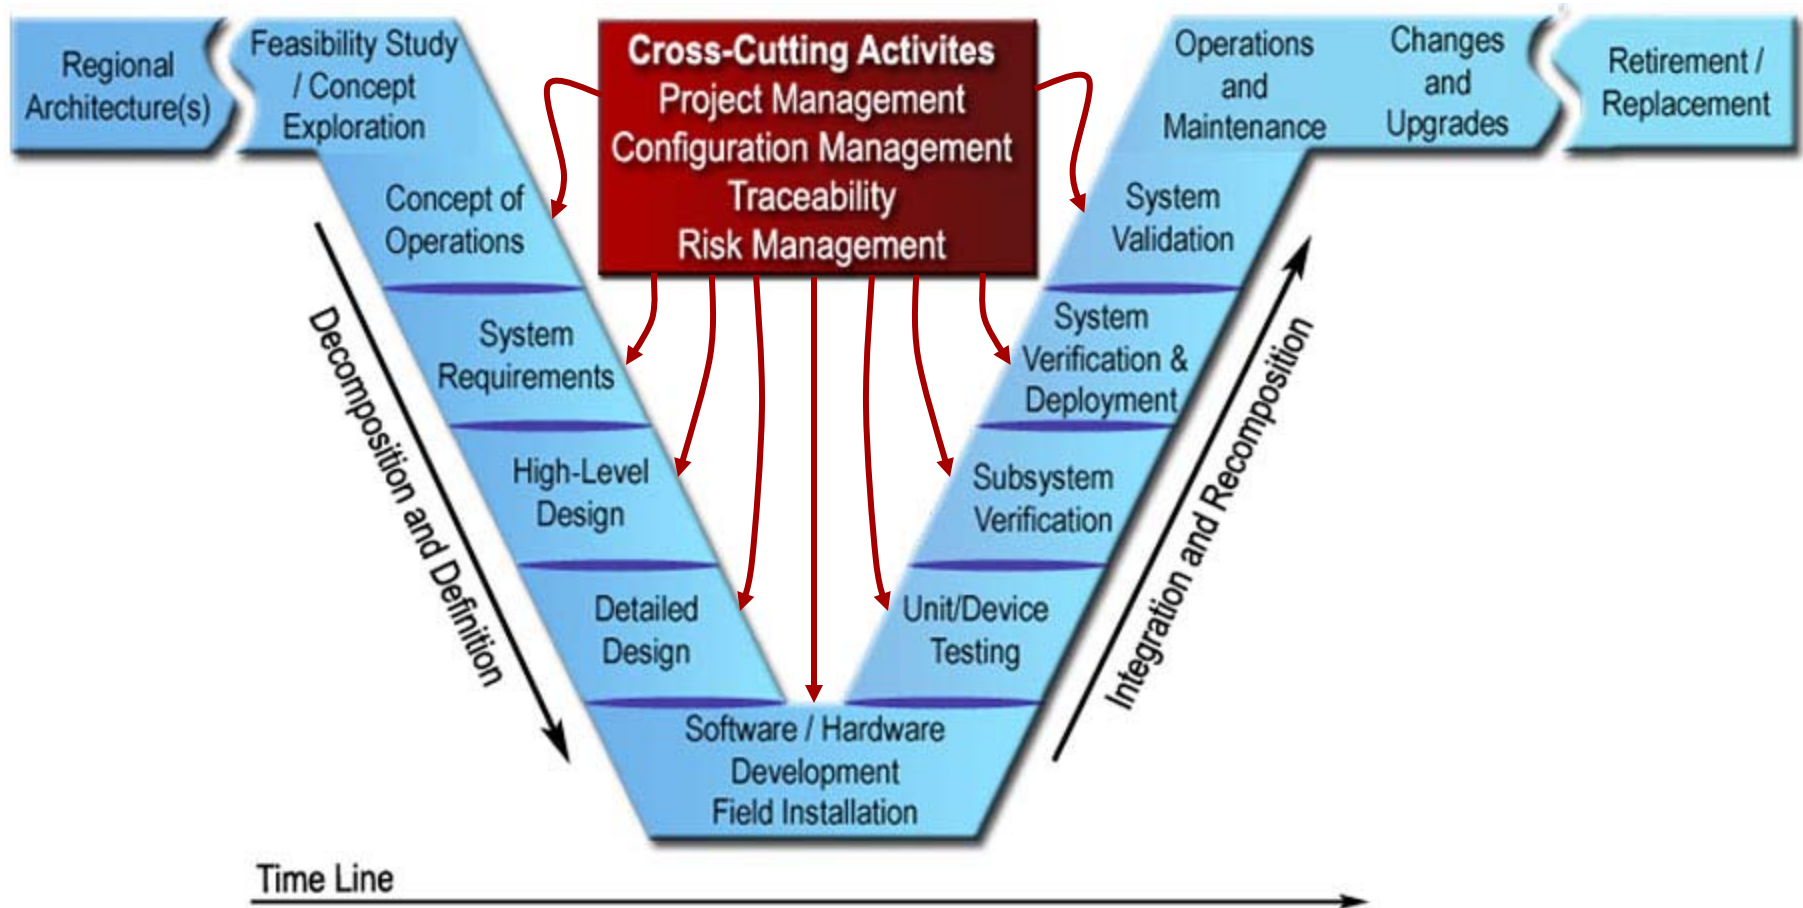 Regional
Architecture(s)
Feasibility Study
/ Concept
Exploration
Concept of
Operations
System
Requirements
High-Level
Design
Detailed
Design
Software / Hardware
Development
Field Installation
Cross-Cutting Activites
Project Management
Configuration Management
Traceability
Risk Management
Unit/Device
Testing
Subsystem
Verification
System
Verification &
Deployment
System
Validation
Operations
and
Maintenance
Changes
and
Upgrades
Retirement /
Replacement
Decomposition and Definition
Integration and Recomposition
Time Line